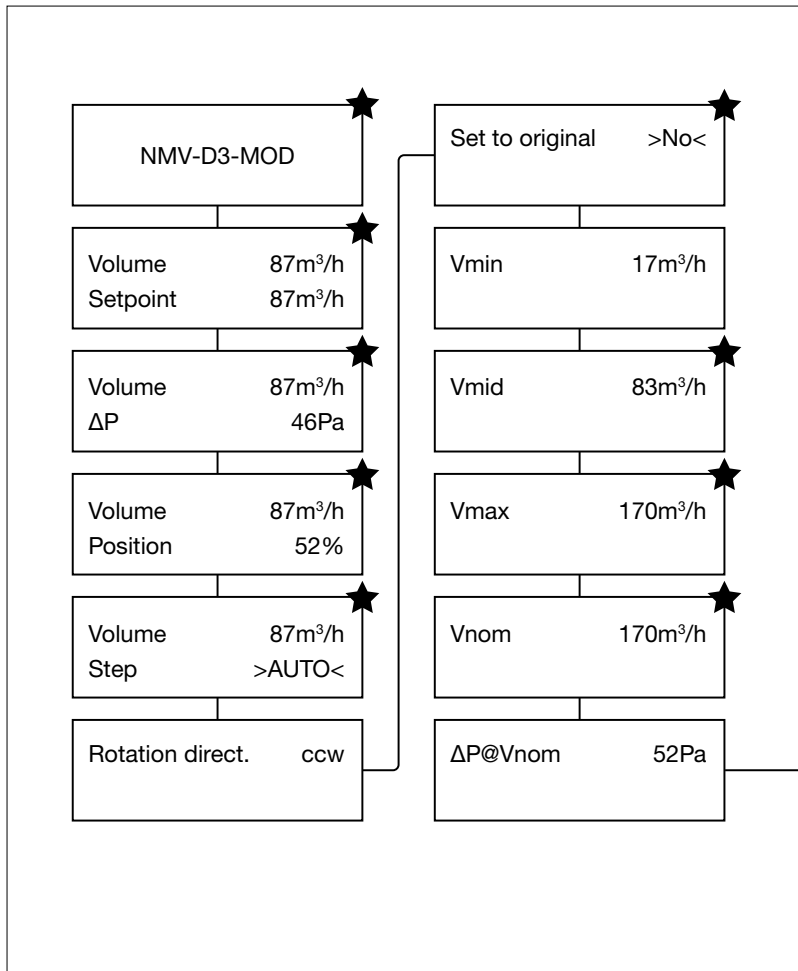 NMV-D3-MOD
Volume 87m³/h
Setpoint 87m³/h
Volume 87m³/h
ΔP 46Pa
Volume 87m³/h
Position 52%
Volume 87m³/h
Step >AUTO<
Rotation direct. ccw
Set to original >No<
Vmin 17m³/h
Vmid 83m³/h
Vmax 170m³/h
Vnom 170m³/h
ΔP@Vnom 52Pa